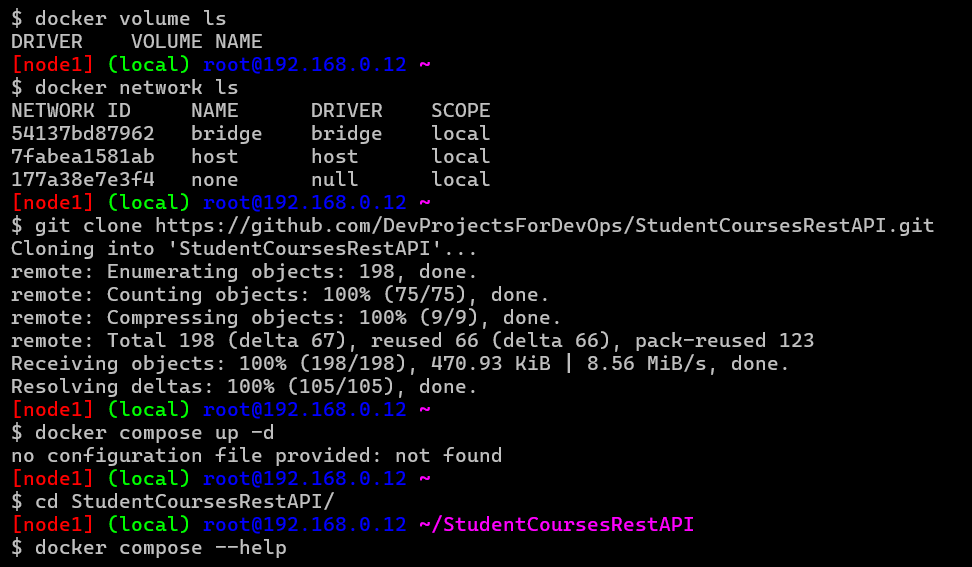 $ docker volume ls
DRIVER    VOLUME NAME
[node1] (local) root@192.168.0.12 ~
$ docker network ls
NETWORK ID     NAME      DRIVER    SCOPE
54137bd87962   bridge    bridge    local
7fabea1581ab   host      host      local
177a38e7e3f4   none      null      local
[node1] (local) root@192.168.0.12 ~
$ git clone https://github.com/DevProjectsForDevOps/StudentCoursesRestAPI.git
Cloning into 'StudentCoursesRestAPI'...
remote: Enumerating objects: 198, done.
remote: Counting objects: 100% (75/75), done.
remote: Compressing objects: 100% (9/9), done.
remote: Total 198 (delta 67), reused 66 (delta 66), pack-reused 123
Receiving objects: 100% (198/198), 470.93 KiB | 8.56 MiB/s, done.
Resolving deltas: 100% (105/105), done.
[node1] (local) root@192.168.0.12 ~
$ docker compose up -d
no configuration file provided: not found
[node1] (local) root@192.168.0.12 ~
$ cd StudentCoursesRestAPI/
[node1] (local) root@192.168.0.12 ~/StudentCoursesRestAPI
$ docker compose --help